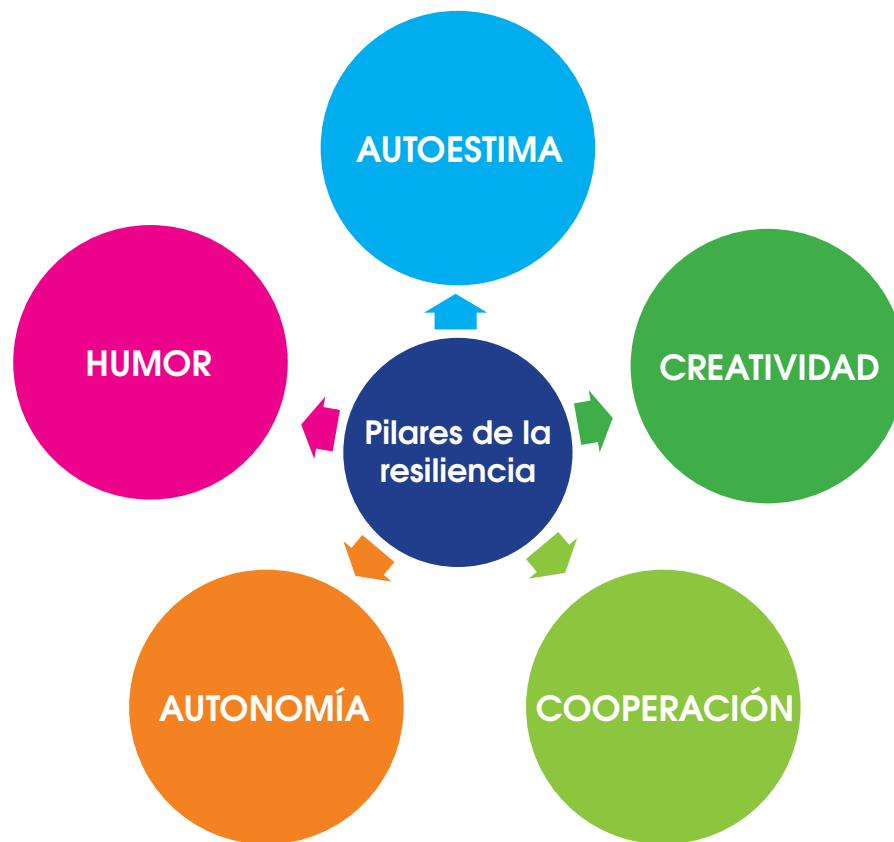 AUTOESTIMA
HUMOR
CREATIVIDAD
Pilares de la
resiliencia
AUTONOMÍA
COOPERACIÓN